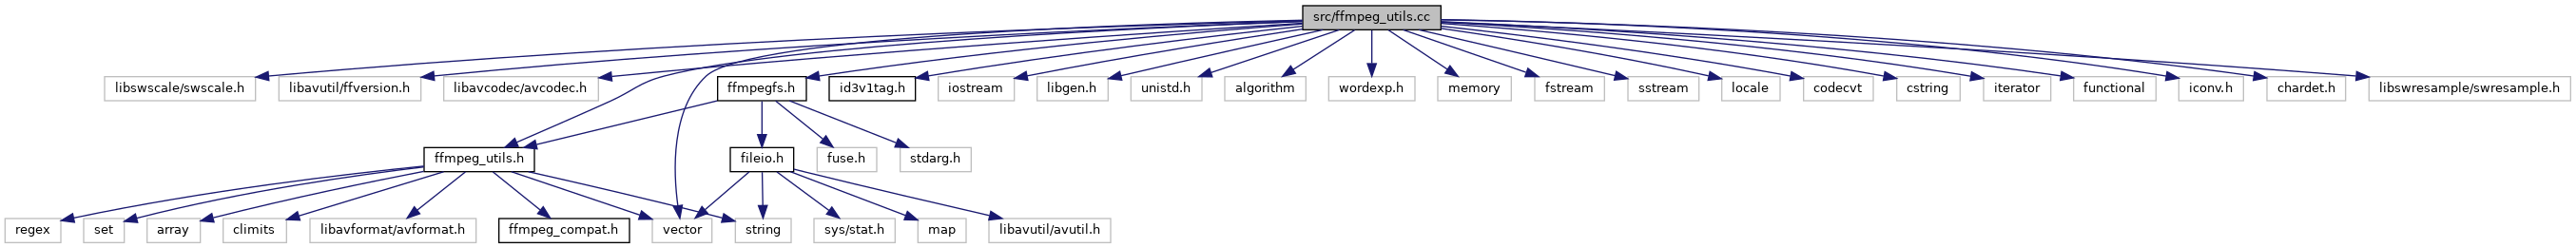 src/ffmpeg_utils.cc
libswscale/swscale.h
libavutil/ffversion.h
libavcodec/avcodec.h
ffmpegfs.h
id3v1tag.h
iostream
libgen.h
unistd.h
algorithm
wordexp.h
memory
fstream
sstream
locale
codecvt
cstring
iterator
functional
iconv.h
chardet.h
libswresample/swresample.h
ffmpeg_utils.h
fileio.h
fuse.h
stdarg.h
regex
set
array
climits
libavformat/avformat.h
ffmpeg_compat.h
vector
string
sys/stat.h
map
libavutil/avutil.h